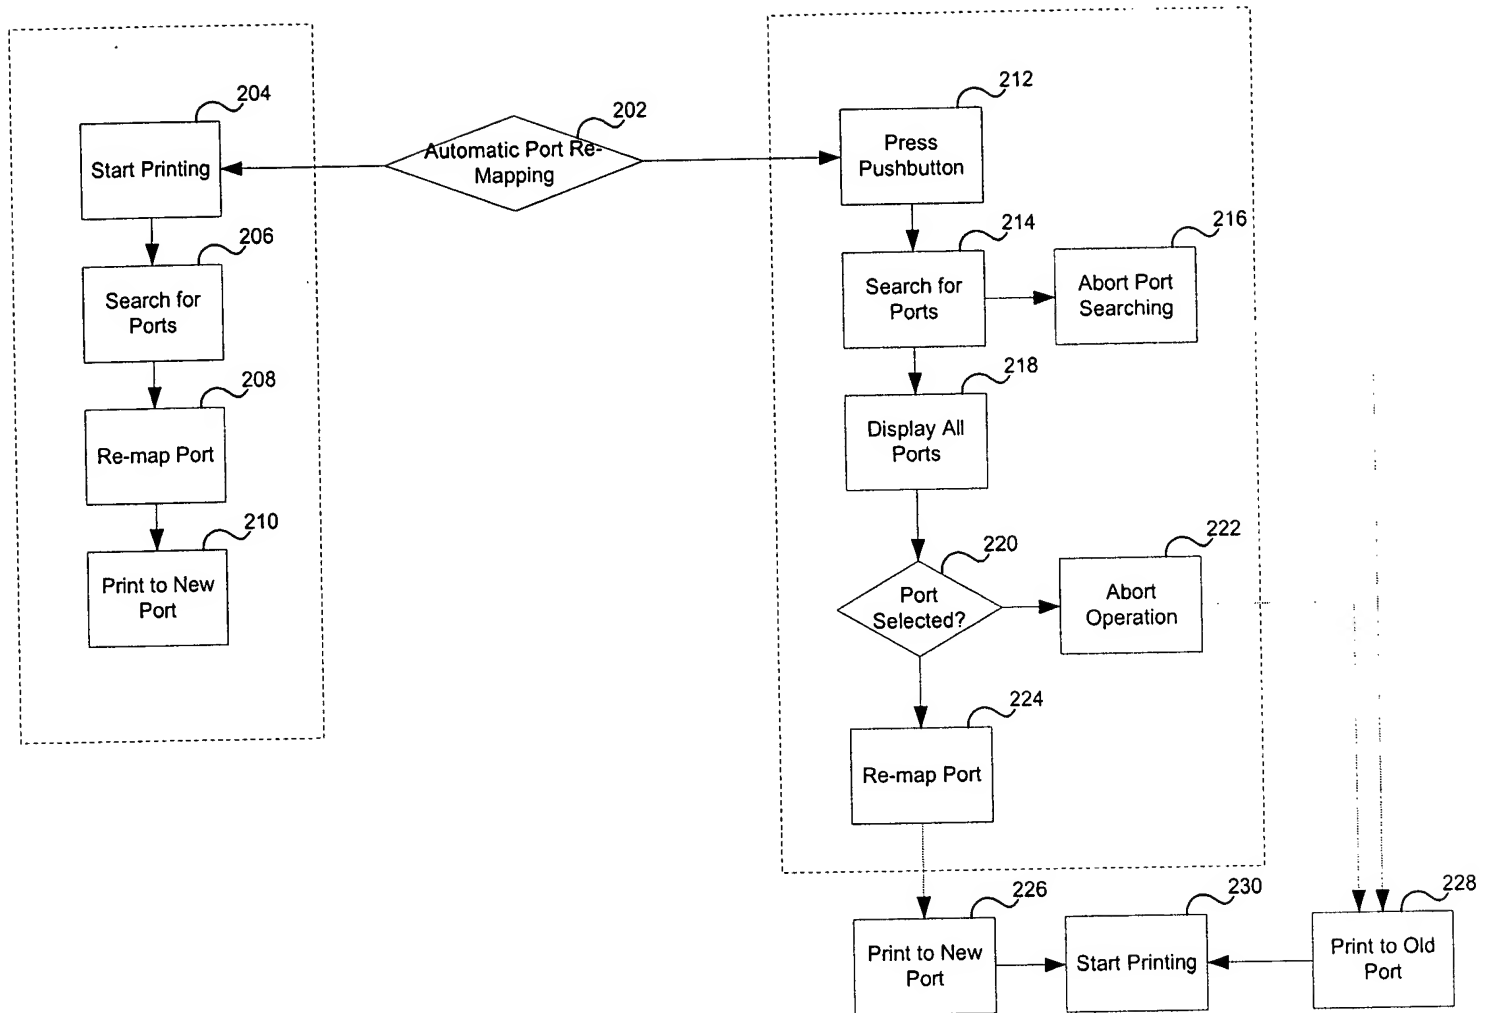 204
Start Printing
206
Search for
Ports
208
Re-map Port
210
Print to New
Port
202
Automatic Port Re-
Mapping
212
Press
Pushbutton
214
Search for
Ports
216
Abort Port
Searching
218
Display All
Ports
220
Port
Selected?
222
Abort
Operation
224
Re-map Port
226
Print to New
Port
230
Start Printing
228
Print to Old
Port